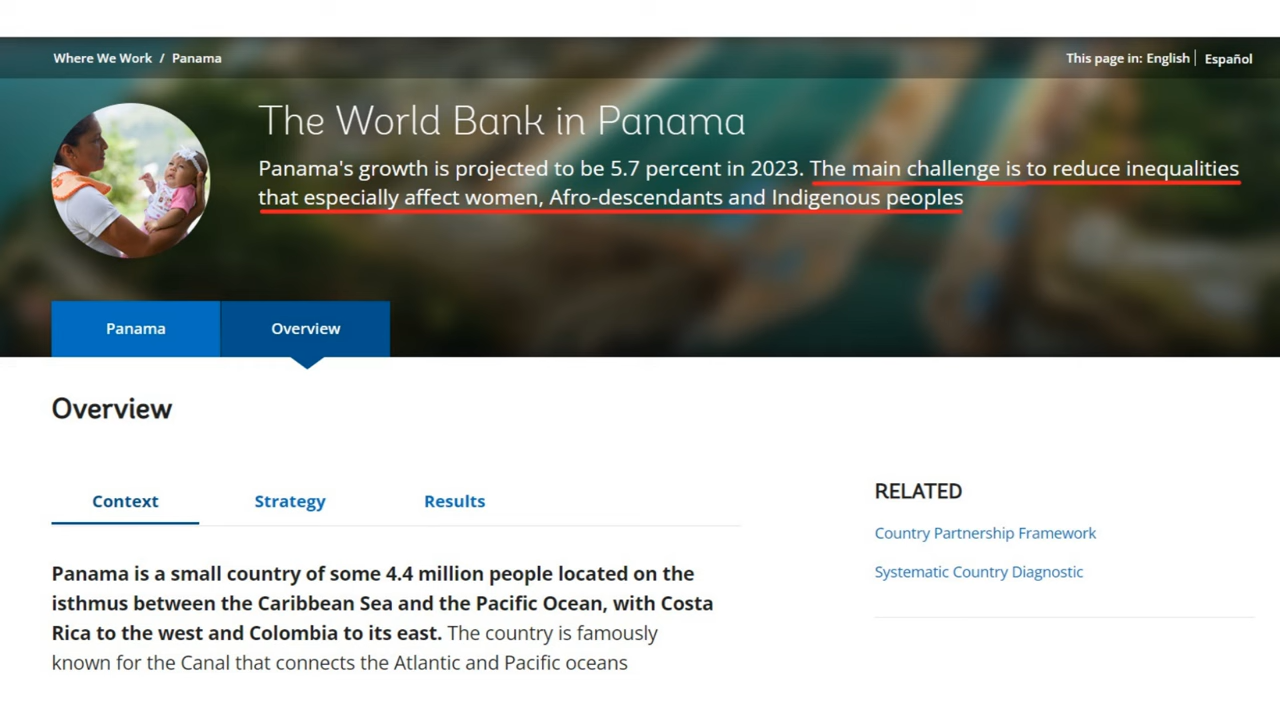 Where We Work / Panama
This page in: English | Español
The World Bank in Panama
Panama's growth is projected to be 5.7 percent in 2023. The main challenge is to reduce inequalities
that especially affect women, Afro-descendants and Indigenous peoples
Panama
Overview
Overview
Context
Strategy
Results
Panama is a small country of some 4.4 million people located on the
isthmus between the Caribbean Sea and the Pacific Ocean, with Costa
Rica to the west and Colombia to its east. The country is famously
known for the Canal that connects the Atlantic and Pacific oceans
RELATED
Country Partnership Framework
Systematic Country Diagnostic